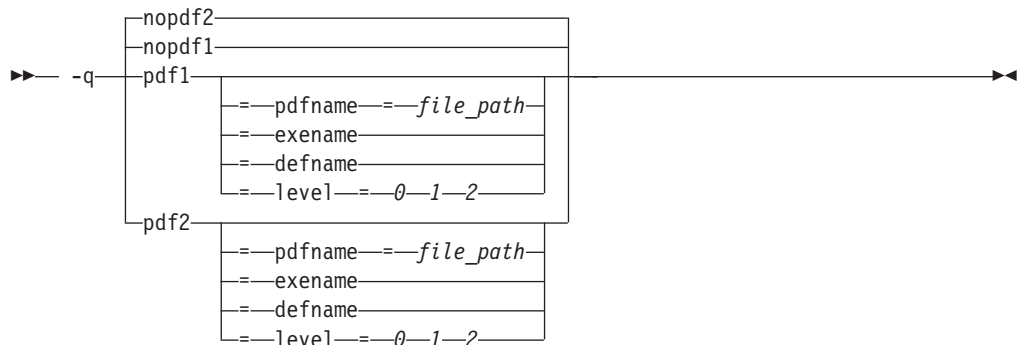 nopdf2
nopdf1
-q pdf1
= pdfname = file_path
= exename
= defname
= level = 0 1 2
pdf2
= pdfname = file_path
= exename
= defname
= level = 0 1 2